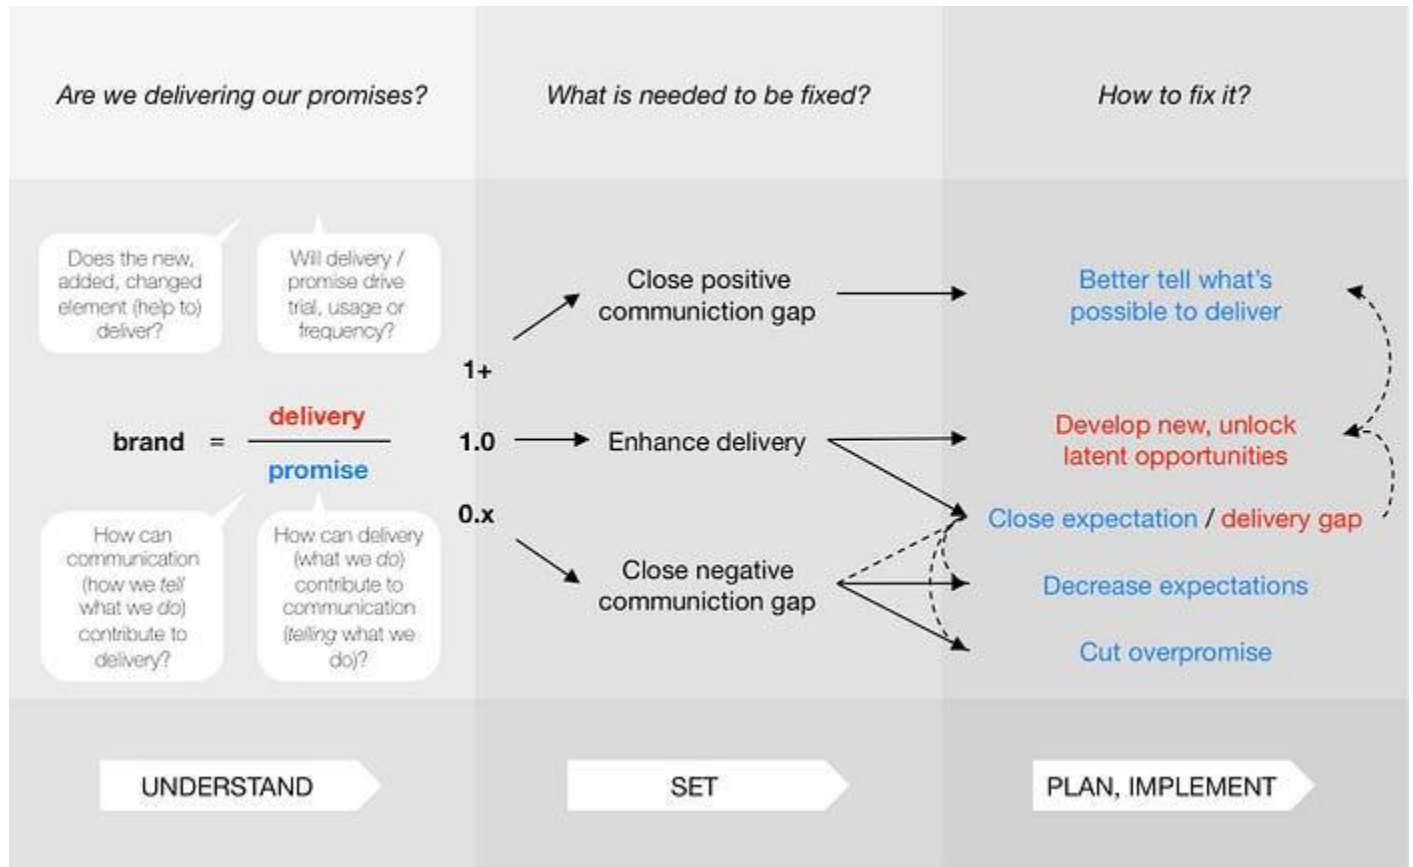 Are we delivering our promises?
What is needed to be fixed?
How to fix it?
Does the new,
added, changed
element (help to)
deliver?
Will delivery /
promise drive
trial, usage or
frequency?
brand = delivery
promise
How can
communication
(how we tell
what we do)
contribute to
delivery?
How can delivery
(what we do)
contribute to
communication
(telling what we
do)?
1+
1.0
0.x
Close positive
communiction gap
Enhance delivery
Close negative
communiction gap
Better tell what's
possible to deliver
Develop new, unlock
latent opportunities
Close expectation / delivery gap
Decrease expectations
Cut overpromise
UNDERSTAND
SET
PLAN, IMPLEMENT